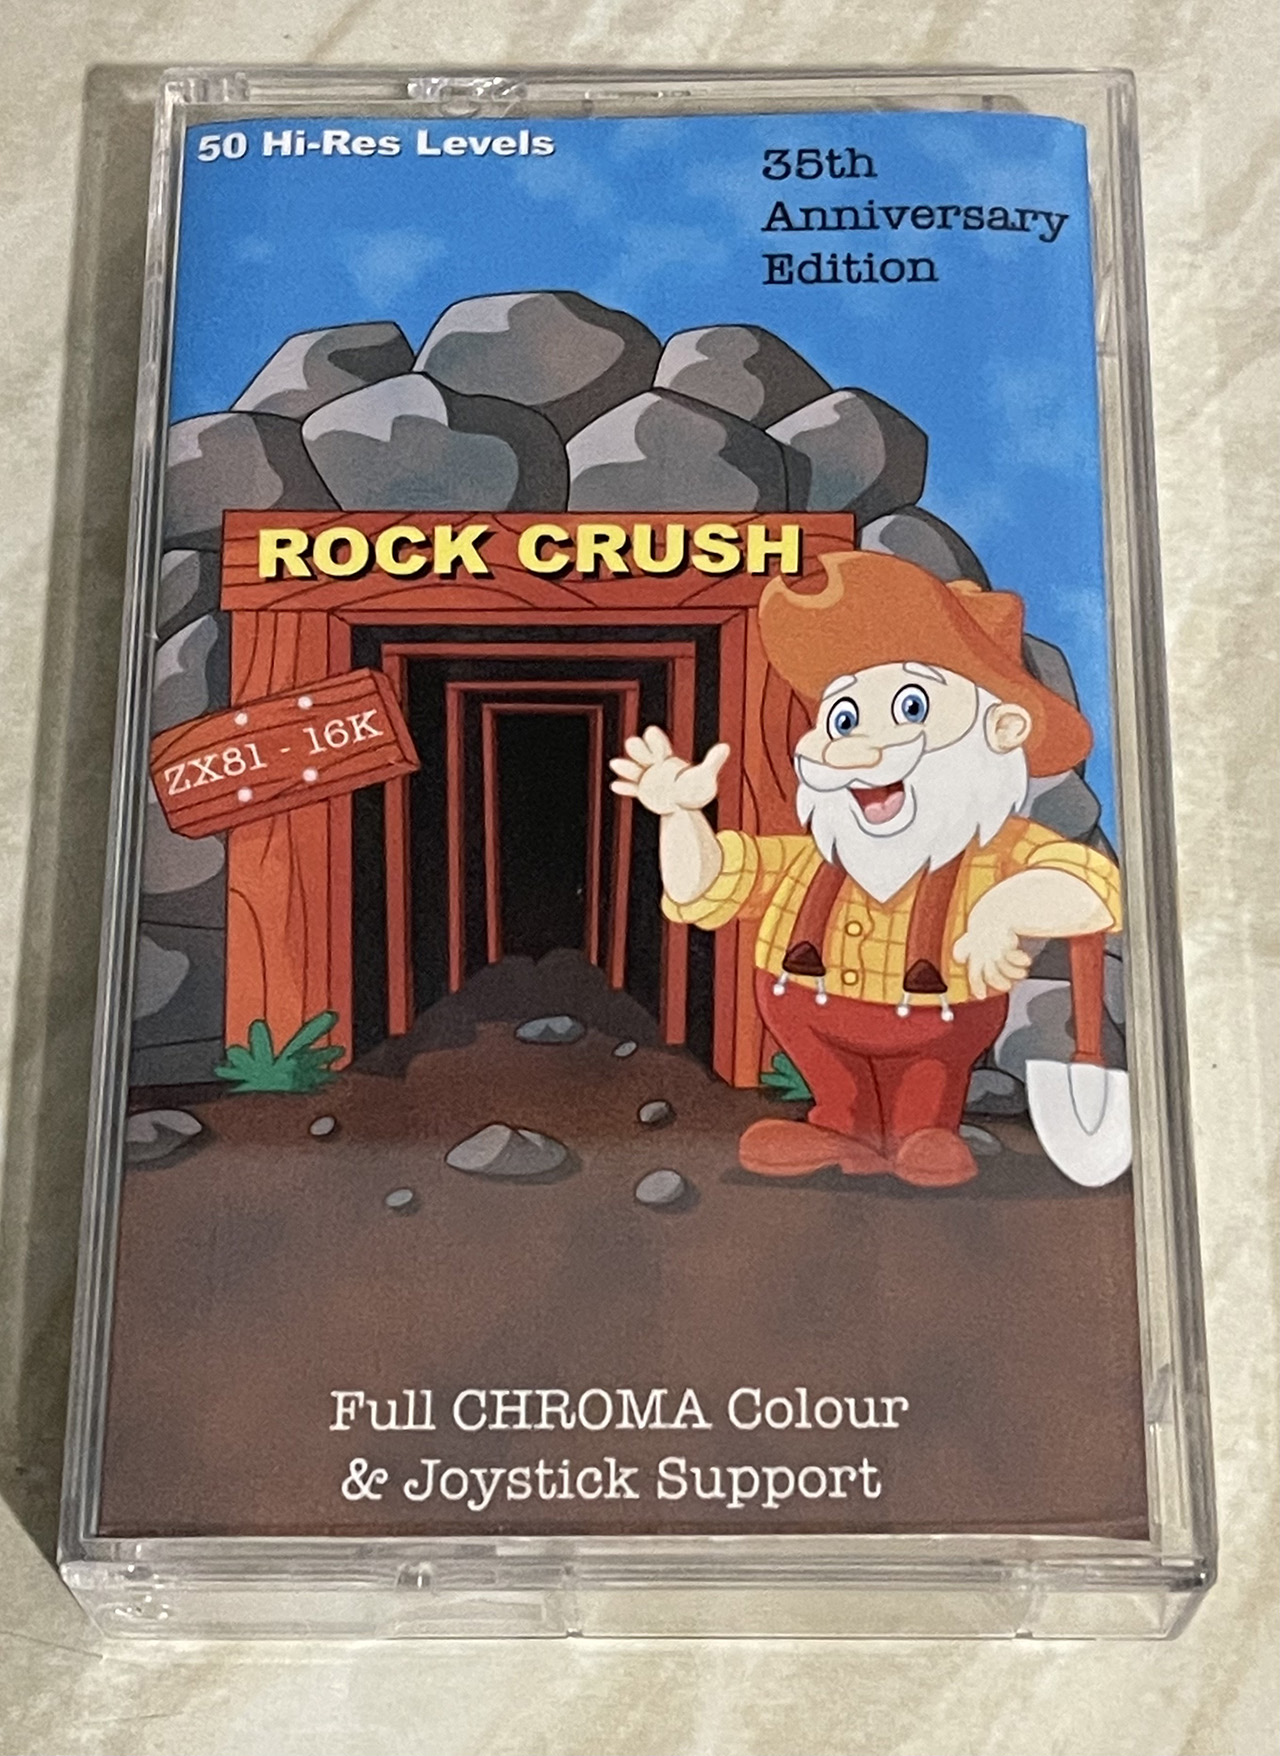 50 Hi-Res Levels
35th
Anniversary
Edition
ROCK CRUSH
ZX81 - 16K
Full CHROMA Colour
& Joystick Support